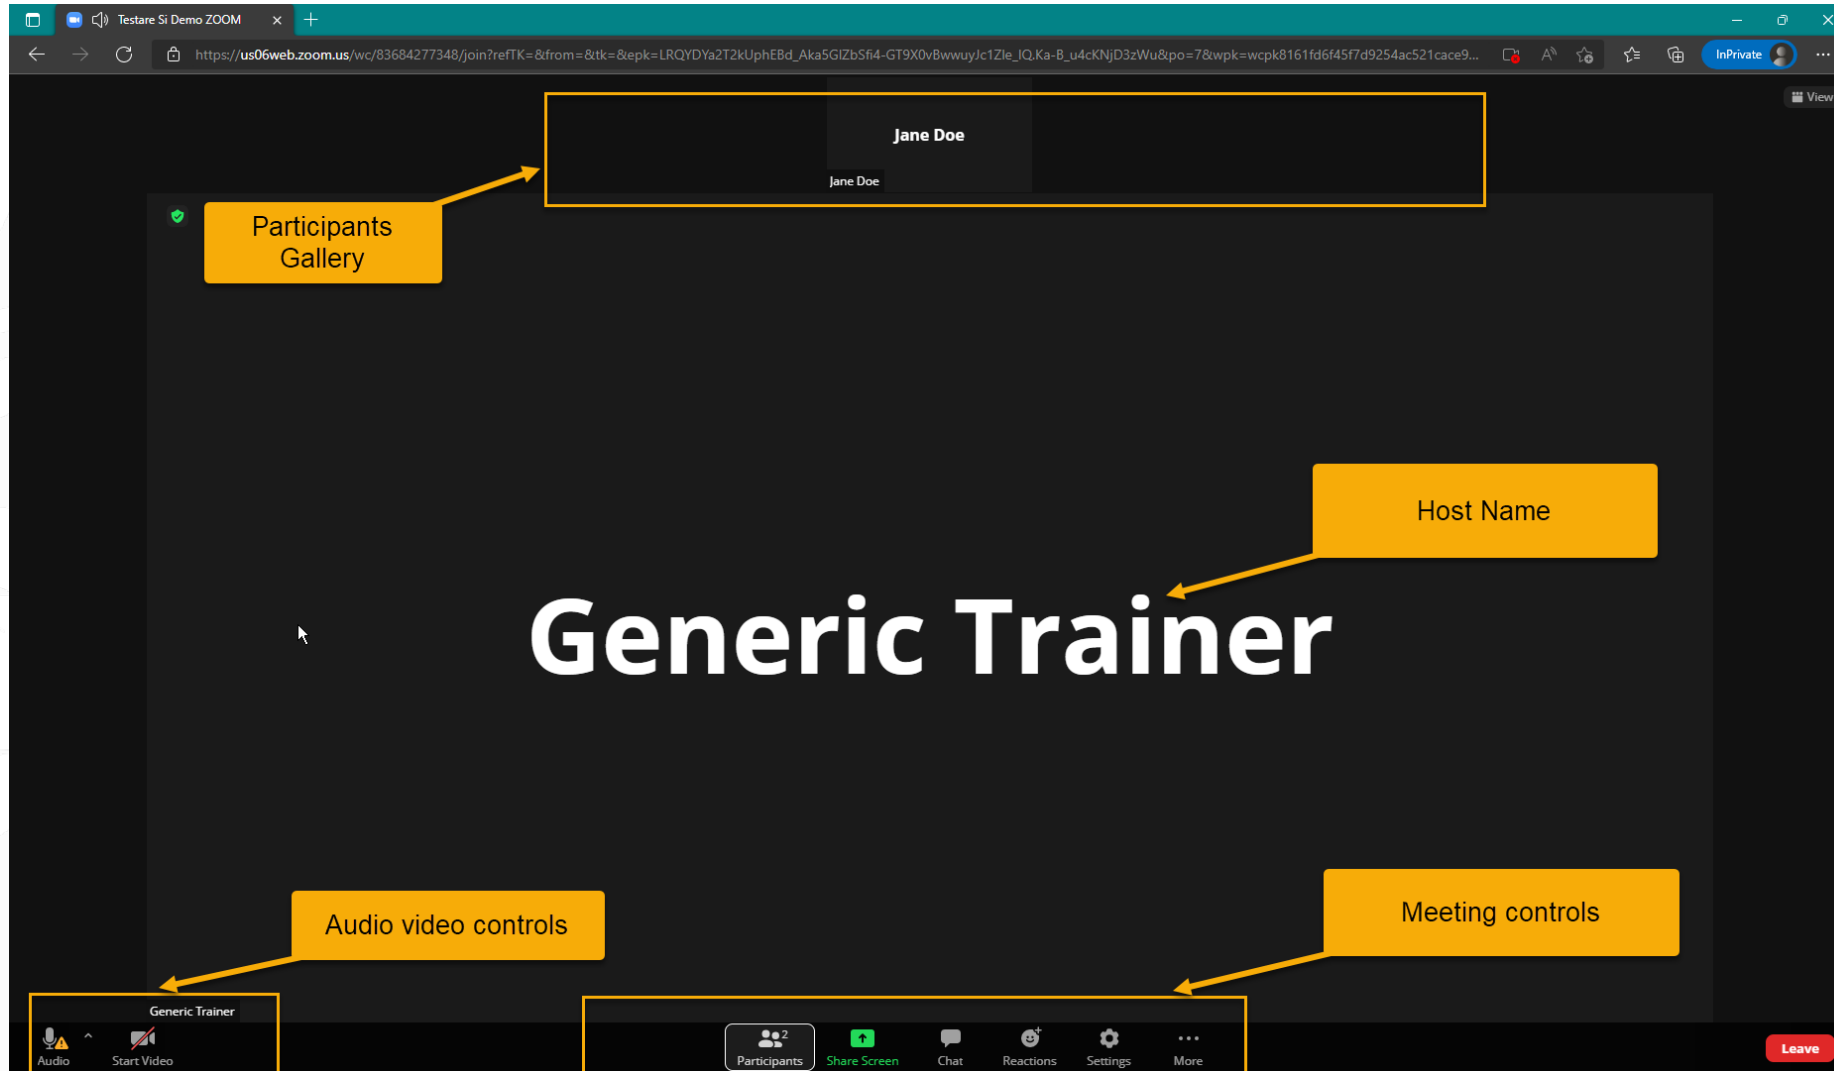 Testare Si Demo ZOOM
https://us06web.zoom.us/wc/83684277348/join?refTK=&from=&tk=&epk=LRQYDYa2T2kUphEBd_Aka5GIZbSfi4-GT9X0vBwwuyJc1Zle_IQ.Ka-B_u4cKNjD3zWu&po=7&wpk=wcpk8161fd6f45f7d9254ac521cace9...
InPrivate
View
Jane Doe
Jane Doe
Participants
Gallery
Host Name
Generic Trainer
Audio video controls
Meeting controls
Generic Trainer
Audio
Start Video
2
Participants
Share Screen
Chat
Reactions
Settings
More
Leave